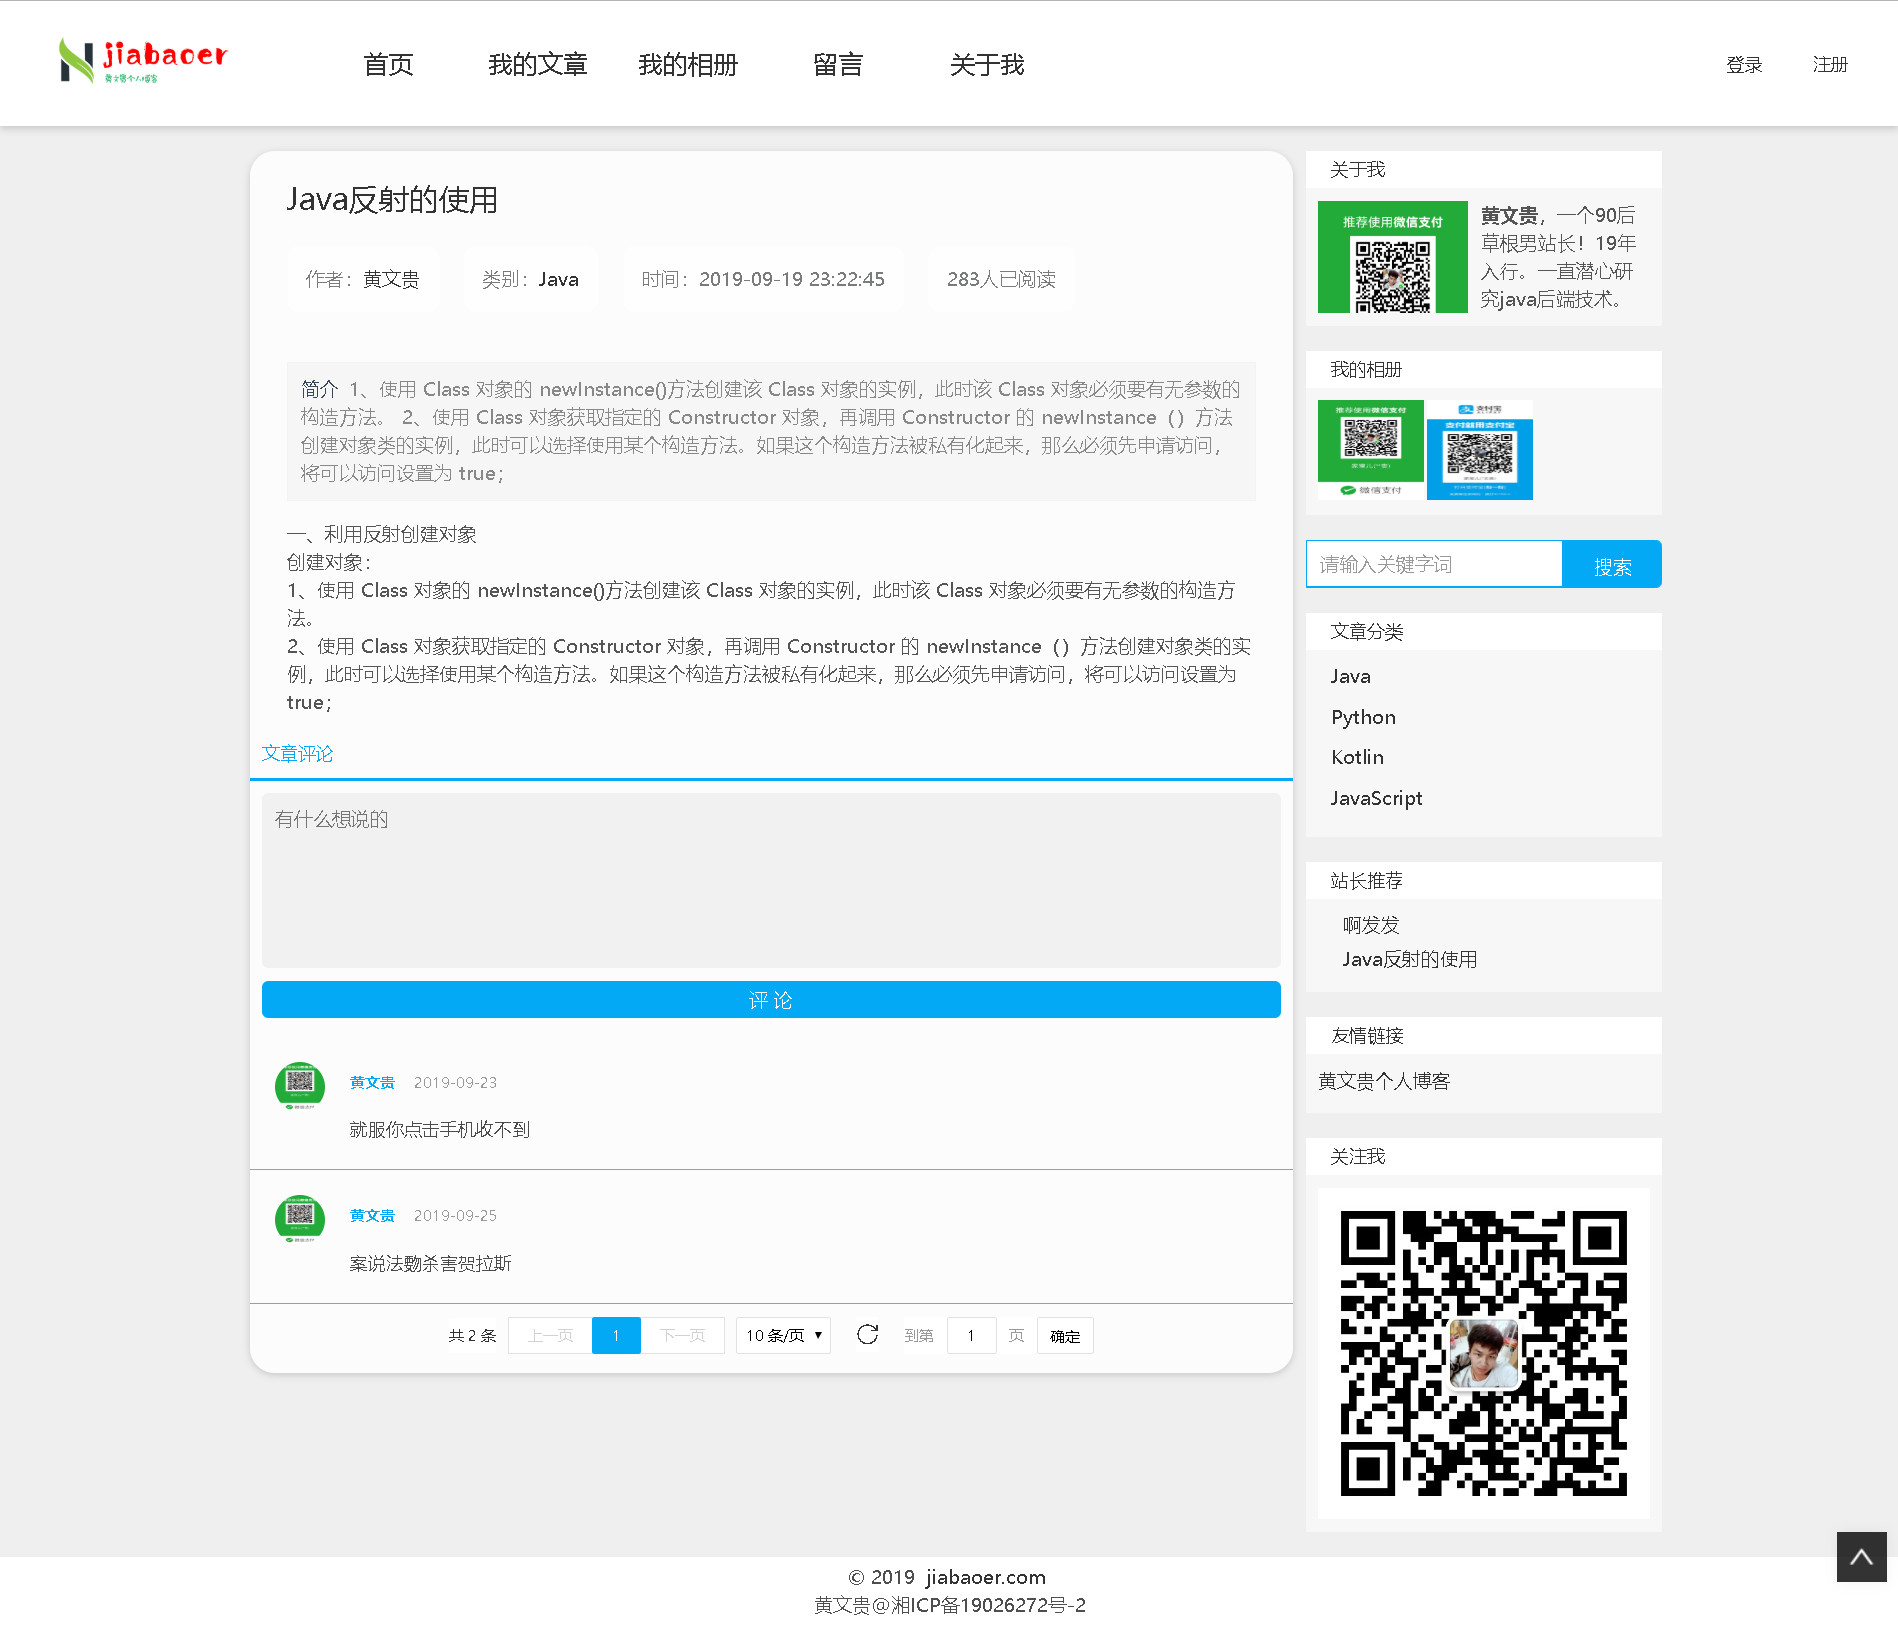 jiabaoer
黄文贵个人博客
首页 我的文章 我的相册 留言 关于我
登录 注册
Java反射的使用
作者：黄文贵 类别：Java 时间：2019-09-19 23:22:45 283人已阅读
简介 1、使用 Class 对象的 newInstance()方法创建该 Class 对象的实例，此时该 Class 对象必须要有无参数的
构造方法。 2、使用 Class 对象获取指定的 Constructor 对象，再调用 Constructor 的 newInstance（）方法
创建对象类的实例，此时可以选择使用某个构造方法。如果这个构造方法被私有化起来，那么必须先申请访问，
将可以访问设置为 true；
一、利用反射创建对象
创建对象：
1、使用 Class 对象的 newInstance()方法创建该 Class 对象的实例，此时该 Class 对象必须要有无参数的构造方
法。
2、使用 Class 对象获取指定的 Constructor 对象，再调用 Constructor 的 newInstance（）方法创建对象类的实
例，此时可以选择使用某个构造方法。如果这个构造方法被私有化起来，那么必须先申请访问，将可以访问设置为
true；
文章评论
有什么想说的
评 论
黄文贵 2019-09-23
就服你点击手机收不到
黄文贵 2019-09-25
案说法覅杀害贺拉斯
共 2 条 上一页 1 下一页 10 条/页 到第 1 页 确定
关于我
推荐使用微信支付
黄文贵，一个90后
草根男站长！19年
入行。一直潜心研
究java后端技术。
我的相册
推荐使用微信支付
微信支付
支付宝
支付就用支付宝
请输入关键字词 搜索
文章分类
Java
Python
Kotlin
JavaScript
站长推荐
啊发发
Java反射的使用
友情链接
黄文贵个人博客
关注我
© 2019 jiabaoer.com
黄文贵@湘ICP备19026272号-2